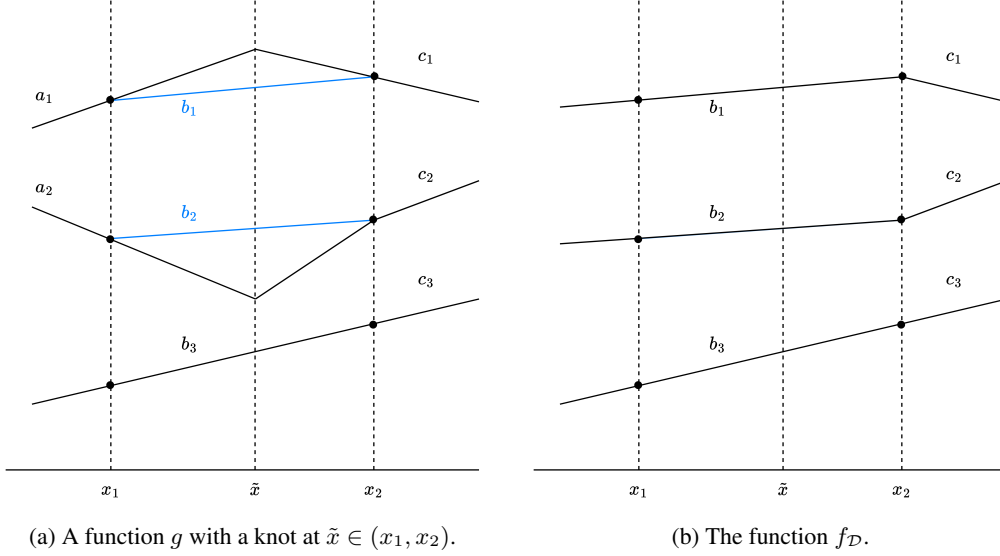 a₁
b₁
c₁
a₂
b₂
c₂
b₃
c₃
x₁ x̃ x₂
(a) A function g with a knot at x̃ ∈ (x₁, x₂).
b₁
c₁
b₂
c₂
b₃
c₃
x₁ x̃ x₂
(b) The function f_𝒟.